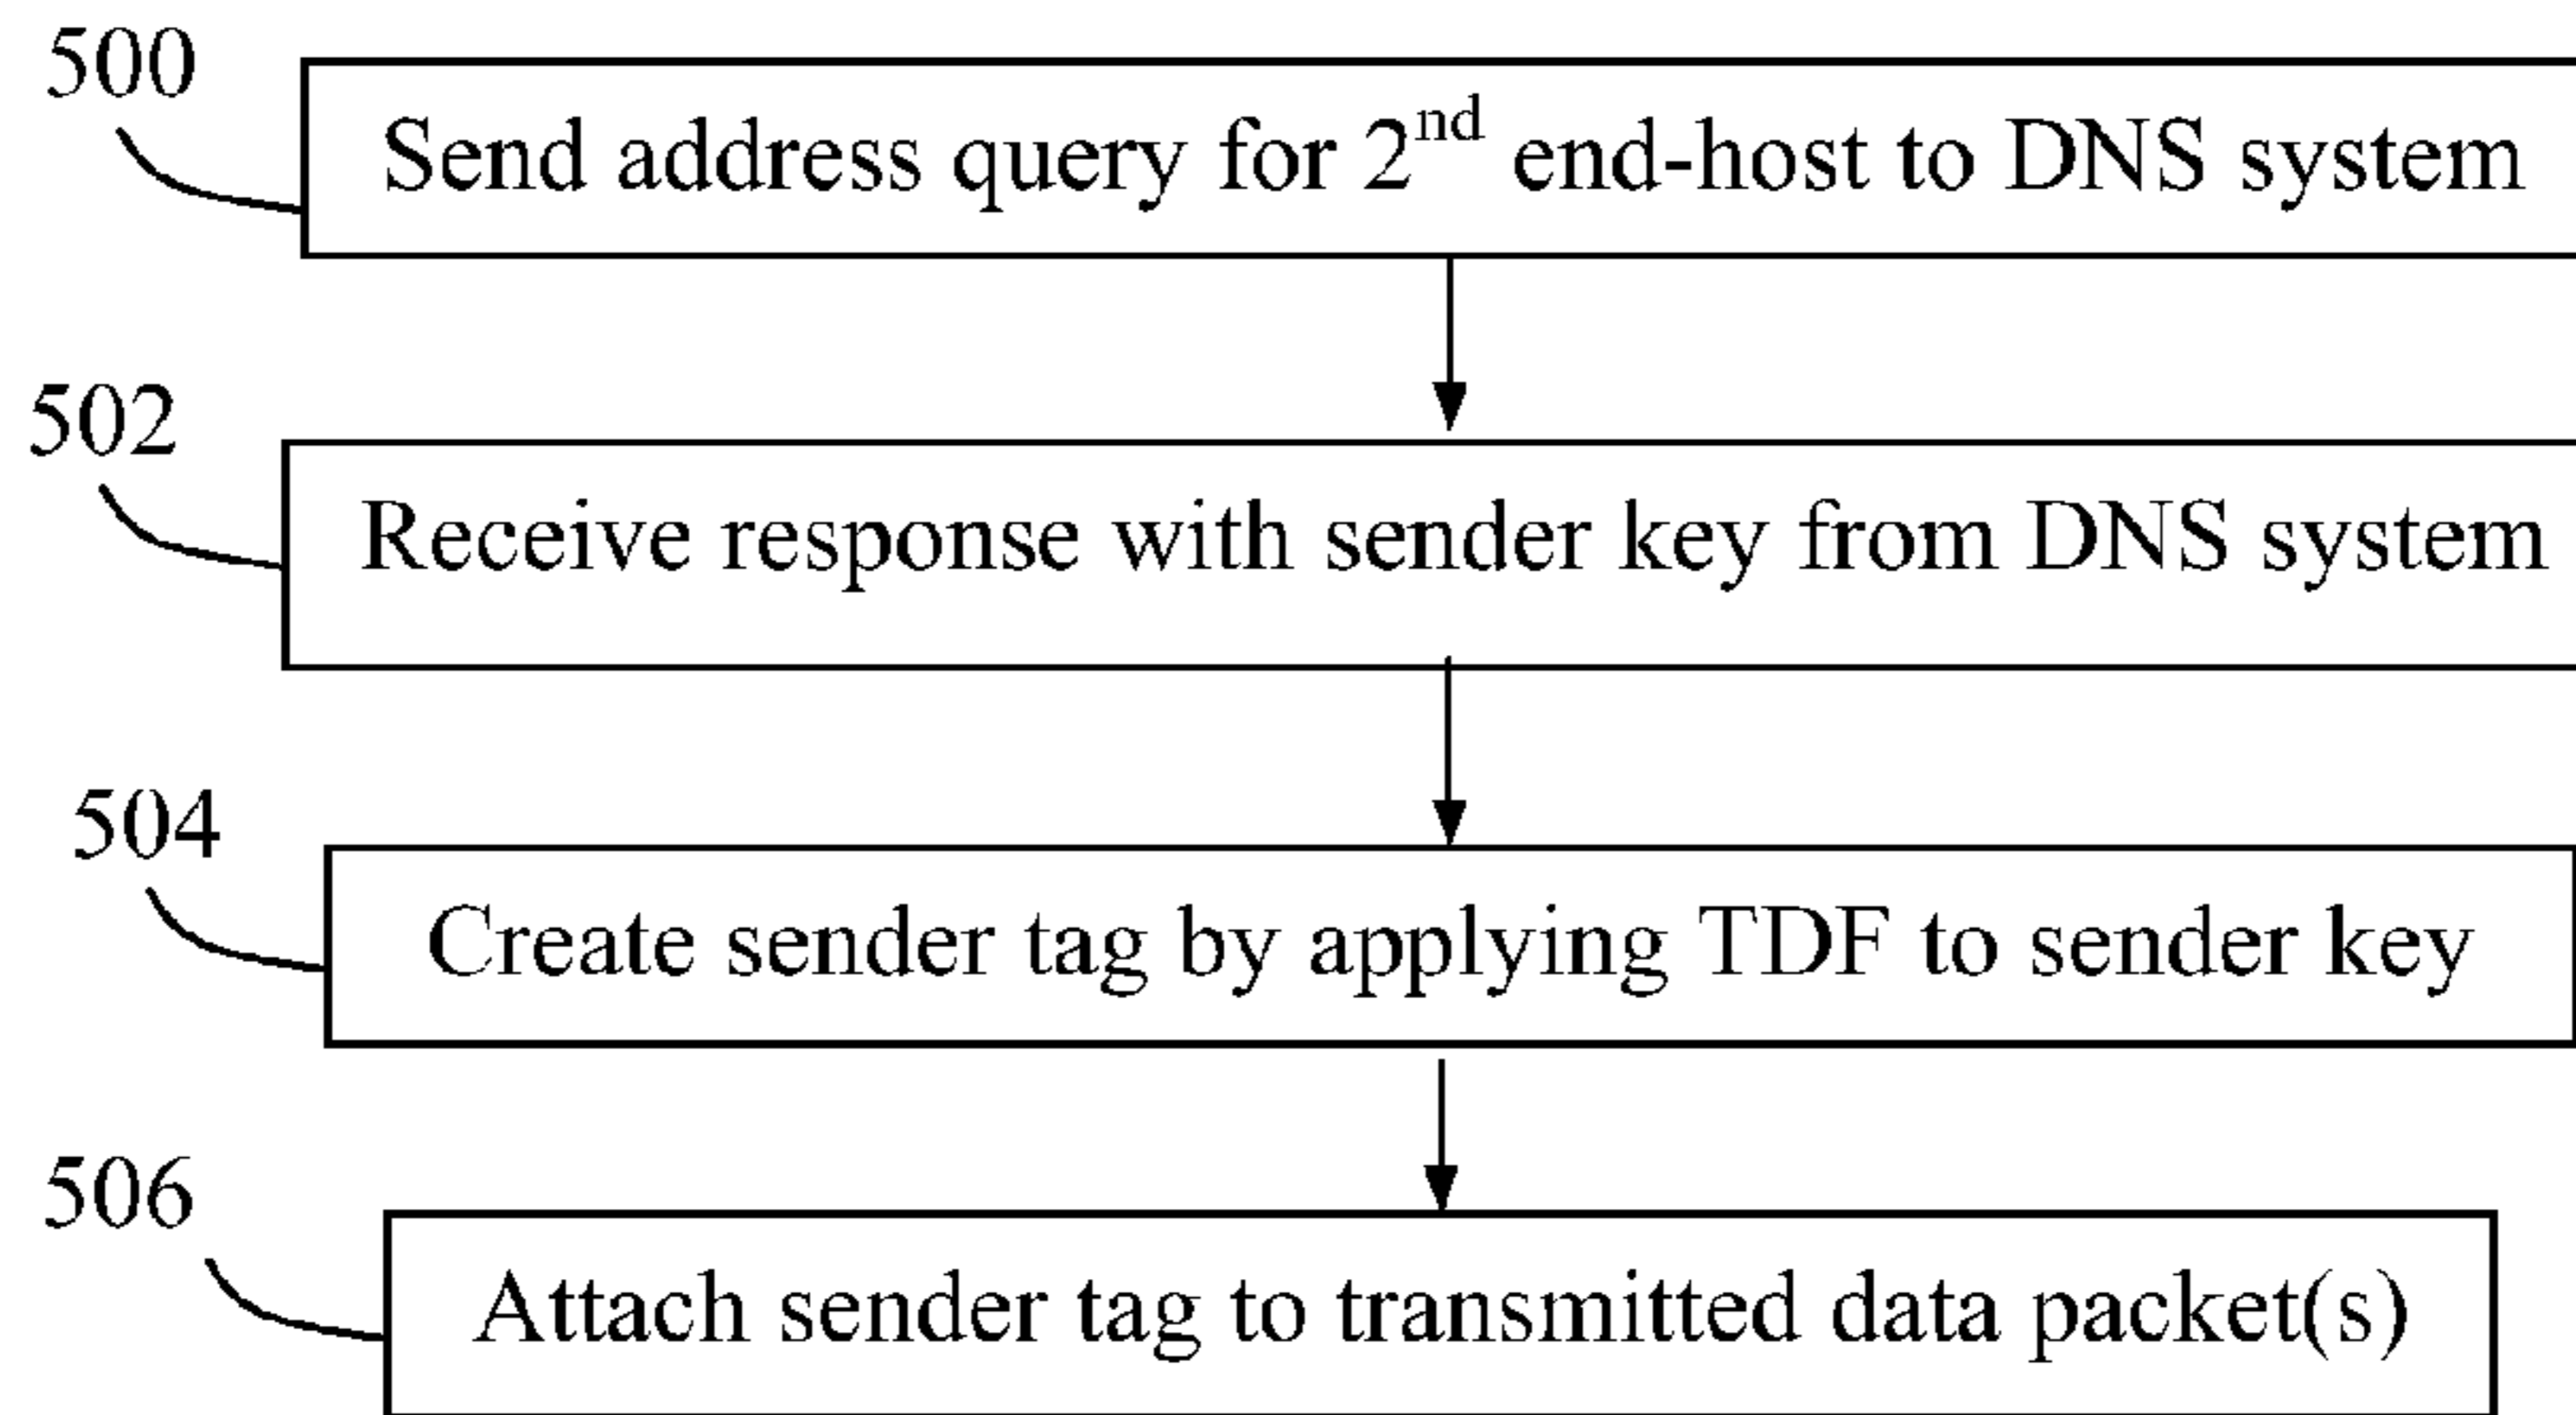 500
Send address query for 2nd end-host to DNS system
502
Receive response with sender key from DNS system
504
Create sender tag by applying TDF to sender key
506
Attach sender tag to transmitted data packet(s)